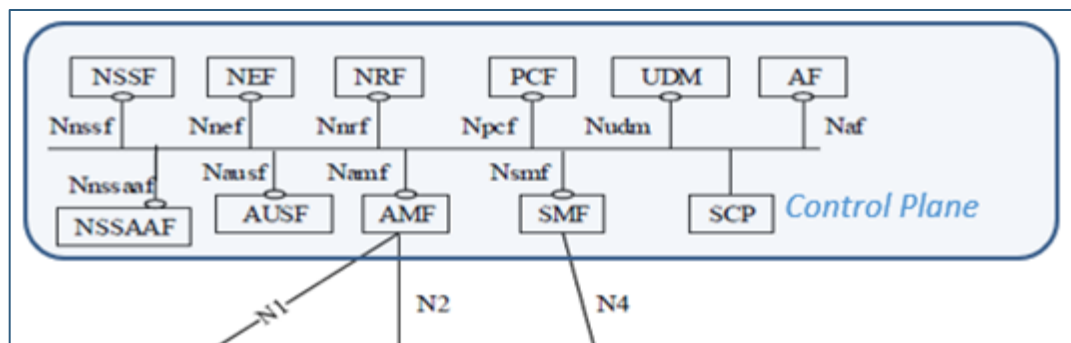 NSSF NEF NRF PCF UDM AF
Nnssf Nnef Nnrf Npcf Nudm Naf
Nnssaaf Nausf Namf Nsmf
NSSAAF AUSF AMF SMF SCP Control Plane
N1 N2 N4